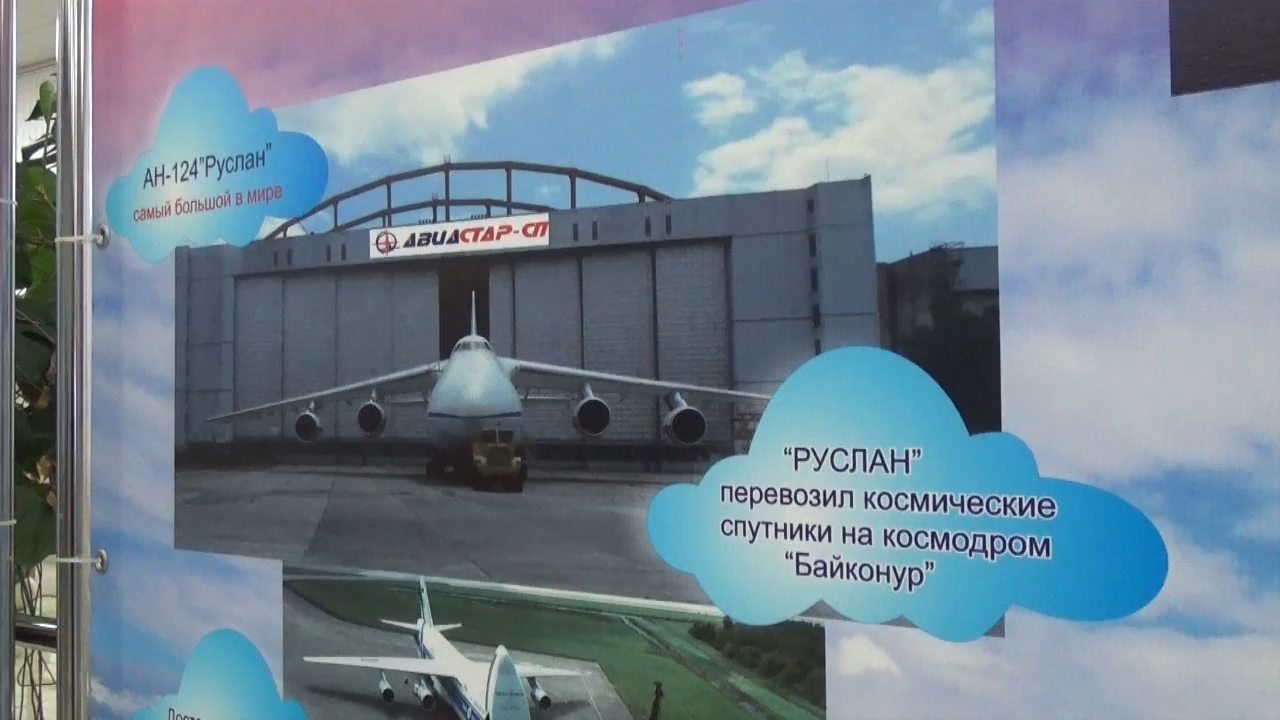 АН-124"Руслан"
самый большой в мире
АВИАСТАР-СП
"РУСЛАН"
перевозил космические
спутники на космодром
"Байконур"